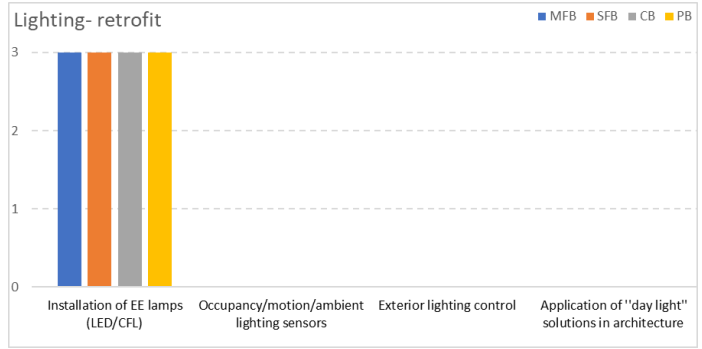 Lighting- retrofit
MFB SFB CB PB
3
2
1
0
Installation of EE lamps
(LED/CFL)
Occupancy/motion/ambient
lighting sensors
Exterior lighting control
Application of ''day light''
solutions in architecture